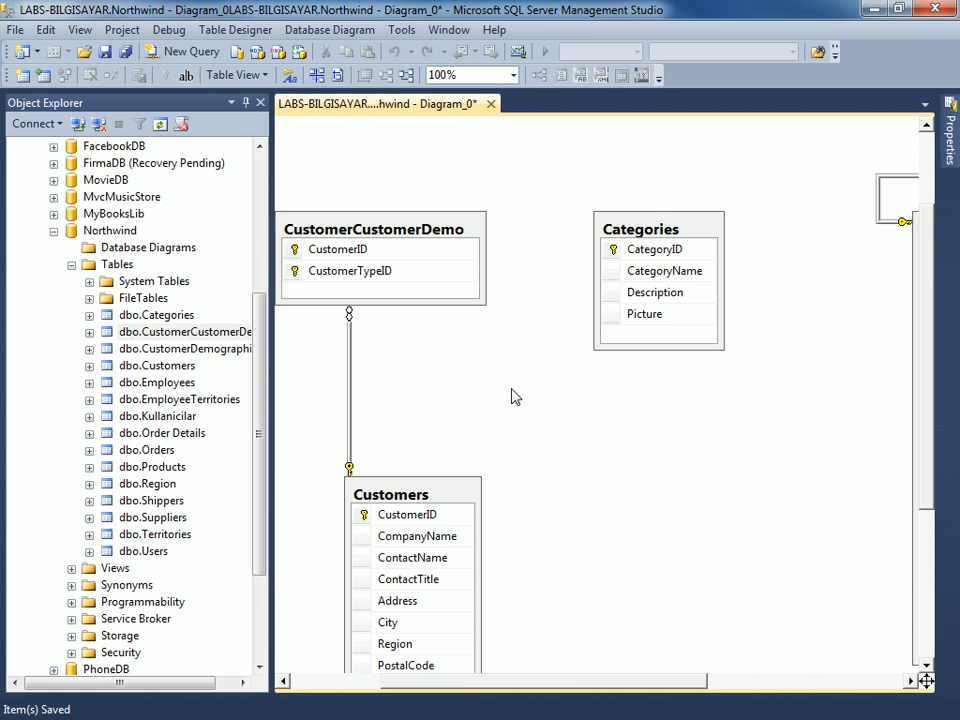 LABS-BILGISAYAR.Northwind - Diagram_0LABS-BILGISAYAR.Northwind - Diagram_0* - Microsoft SQL Server Management Studio
File Edit View Project Debug Table Designer Database Diagram Tools Window Help
New Query
Table View 100%
Object Explorer
LABS-BILGISAYAR....hwind - Diagram_0*
Connect
Properties
FacebookDB
FirmaDB (Recovery Pending)
MovieDB
MvcMusicStore
MyBooksLib
Northwind
Database Diagrams
Tables
System Tables
FileTables
dbo.Categories
dbo.CustomerCustomerDe
dbo.CustomerDemographi
dbo.Customers
dbo.Employees
dbo.EmployeeTerritories
dbo.Kullanicilar
dbo.Order Details
dbo.Orders
dbo.Products
dbo.Region
dbo.Shippers
dbo.Suppliers
dbo.Territories
dbo.Users
Views
Synonyms
Programmability
Service Broker
Storage
Security
PhoneDB
CustomerCustomerDemo
CustomerID
CustomerTypeID
Categories
CategoryID
CategoryName
Description
Picture
Customers
CustomerID
CompanyName
ContactName
ContactTitle
Address
City
Region
PostalCode
Item(s) Saved